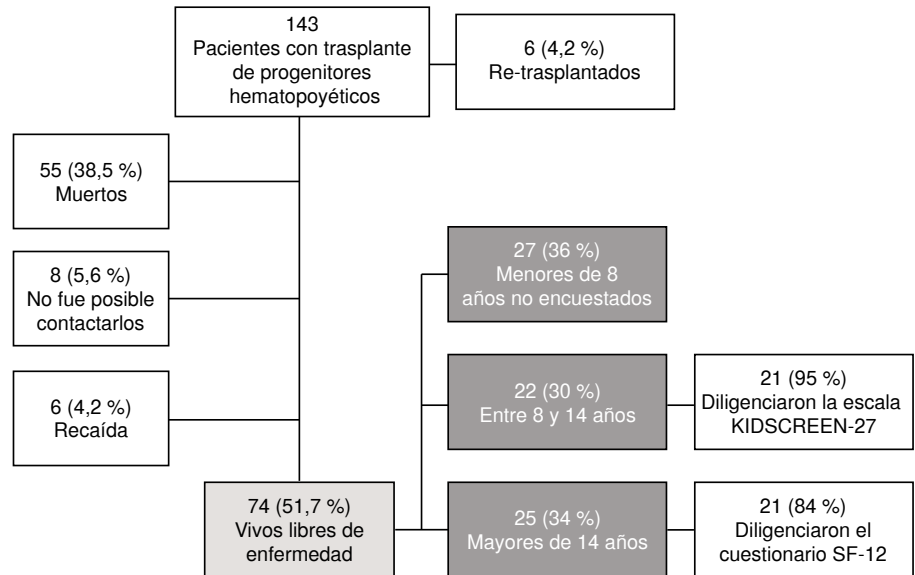 143
Pacientes con trasplante
de progenitores
hematopoyéticos
6 (4,2 %)
Re-trasplantados
55 (38,5 %)
Muertos
8 (5,6 %)
No fue posible
contactarlos
6 (4,2 %)
Recaída
74 (51,7 %)
Vivos libres de
enfermedad
27 (36 %)
Menores de 8
años no encuestados
22 (30 %)
Entre 8 y 14 años
21 (95 %)
Diligenciaron la escala
KIDSCREEN-27
25 (34 %)
Mayores de 14 años
21 (84 %)
Diligenciaron el
cuestionario SF-12